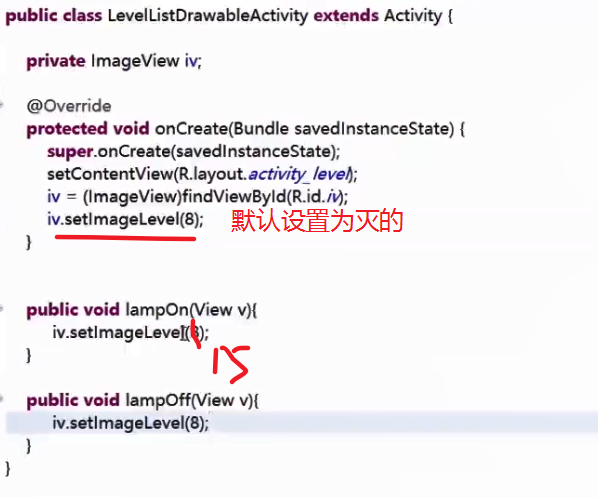 public class LevelListDrawableActivity extends Activity {
private ImageView iv;
@Override
protected void onCreate(Bundle savedInstanceState) {
super.onCreate(savedInstanceState);
setContentView(R.layout.activity_level);
iv = (ImageView)findViewById(R.id.iv);
iv.setImageLevel(8); 默认设置为灭的
}
public void lampOn(View v){
iv.setImageLevel(8);
}
15
public void lampOff(View v){
iv.setImageLevel(8);
}
}